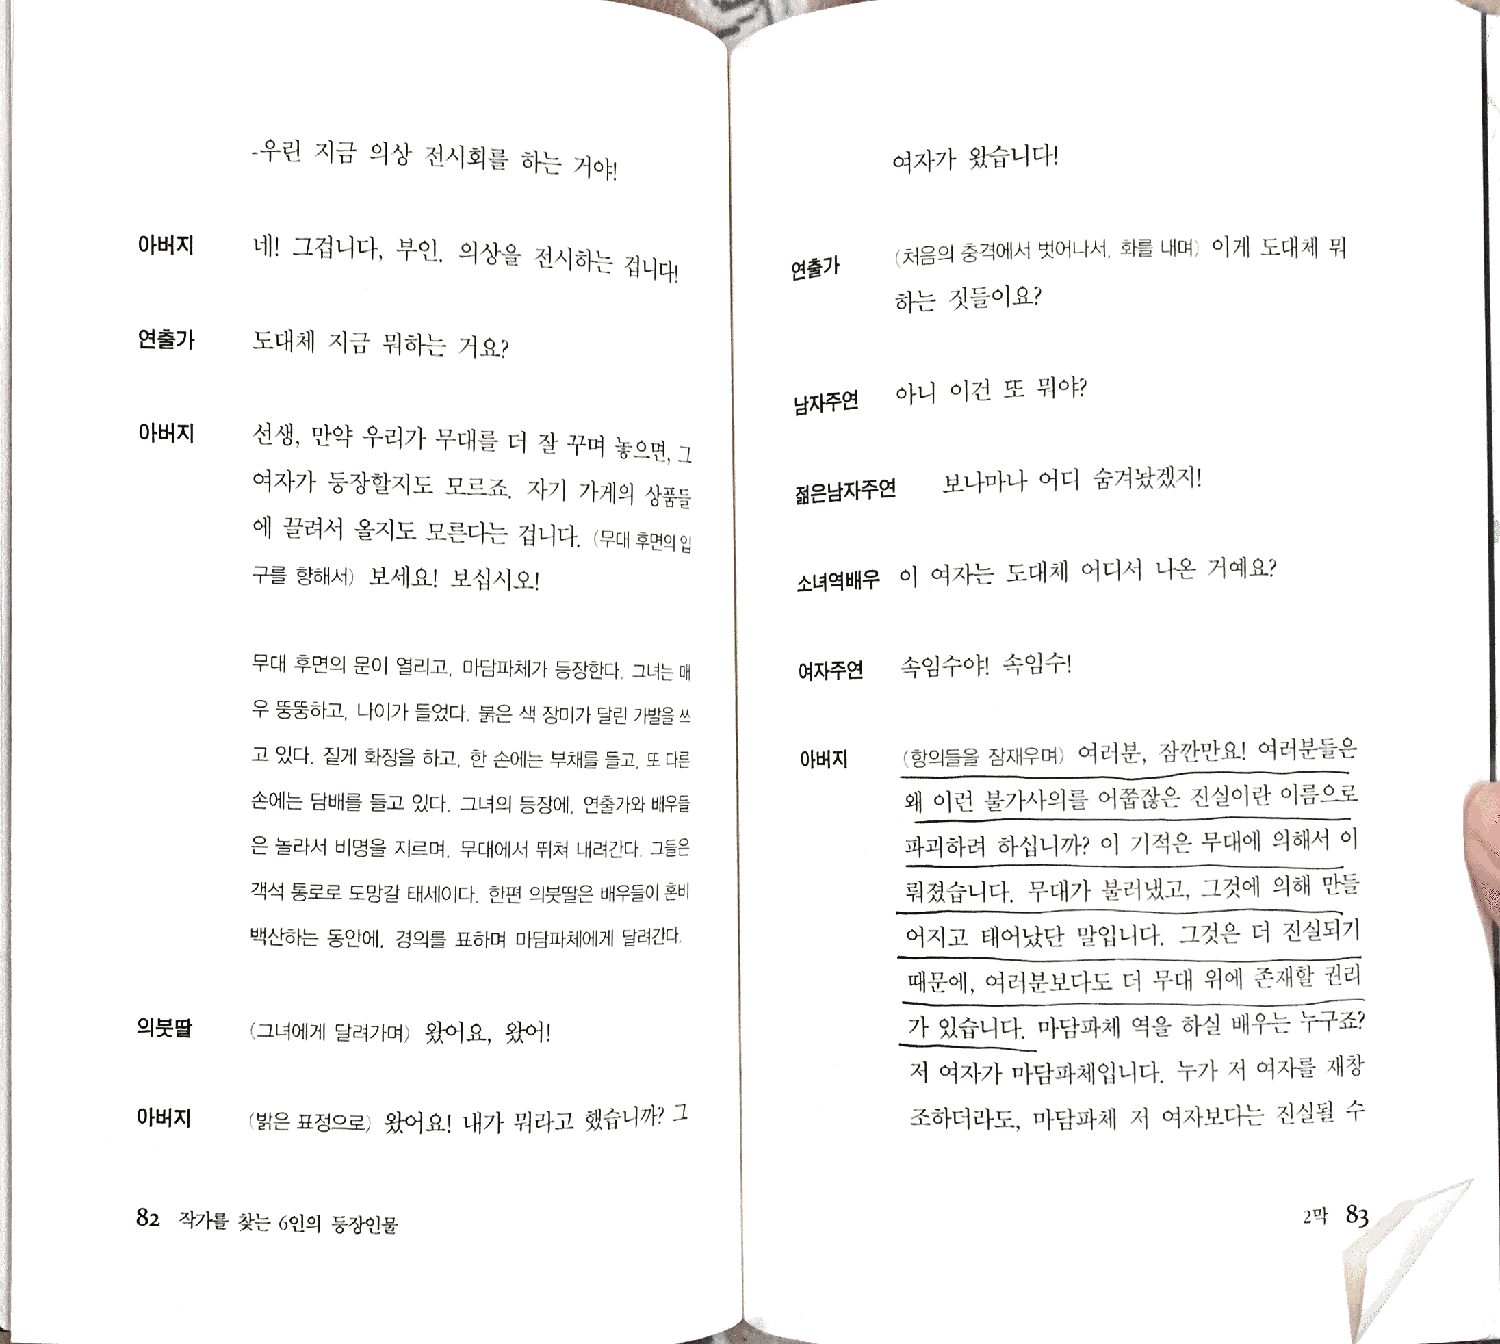 -우린 지금 의상 전시회를 하는 거야!
아버지 네! 그겁니다, 부인. 의상을 전시하는 겁니다!
연출가 도대체 지금 뭐하는 거요?
아버지 선생, 만약 우리가 무대를 더 잘 꾸며 놓으면, 그
여자가 등장할지도 모르죠. 자기 가게의 상품들
에 끌려서 올지도 모른다는 겁니다. (무대 후면의 입
구를 향해서) 보세요! 보십시오!
무대 후면의 문이 열리고, 마담파체가 등장한다. 그녀는 매
우 뚱뚱하고, 나이가 들었다. 붉은 색 장미가 달린 가발을 쓰
고 있다. 짙게 화장을 하고, 한 손에는 부채를 들고, 또 다른
손에는 담배를 들고 있다. 그녀의 등장에, 연출가와 배우들
은 놀라서 비명을 지르며, 무대에서 뛰쳐 내려간다. 그들은
객석 통로로 도망갈 태세이다. 한편 의붓딸은 배우들이 혼비
백산하는 동안에, 경의를 표하며 마담파체에게 달려간다.
의붓딸 (그녀에게 달려가며) 왔어요, 왔어!
아버지 (밝은 표정으로) 왔어요! 내가 뭐라고 했습니까? 그
82 작가를 찾는 6인의 등장인물
여자가 왔습니다!
연출가 (처음의 충격에서 벗어나서, 화를 내며) 이게 도대체 뭐
하는 짓들이요?
남자주연 아니 이건 또 뭐야?
젊은남자주연 보나마나 어디 숨겨놨겠지!
소녀역배우 이 여자는 도대체 어디서 나온 거예요?
여자주연 속임수야! 속임수!
아버지 (항의들을 잠재우며) 여러분, 잠깐만요! 여러분들은
왜 이런 불가사의를 어쭙잖은 진실이란 이름으로
파괴하려 하십니까? 이 기적은 무대에 의해서 이
뤄졌습니다. 무대가 불러냈고, 그것에 의해 만들
어지고 태어났단 말입니다. 그것은 더 진실되기
때문에, 여러분보다도 더 무대 위에 존재할 권리
가 있습니다. 마담파체 역을 하실 배우는 누구죠?
저 여자가 마담파체입니다. 누가 저 여자를 재창
조하더라도, 마담파체 저 여자보다는 진실될 수
2막 83